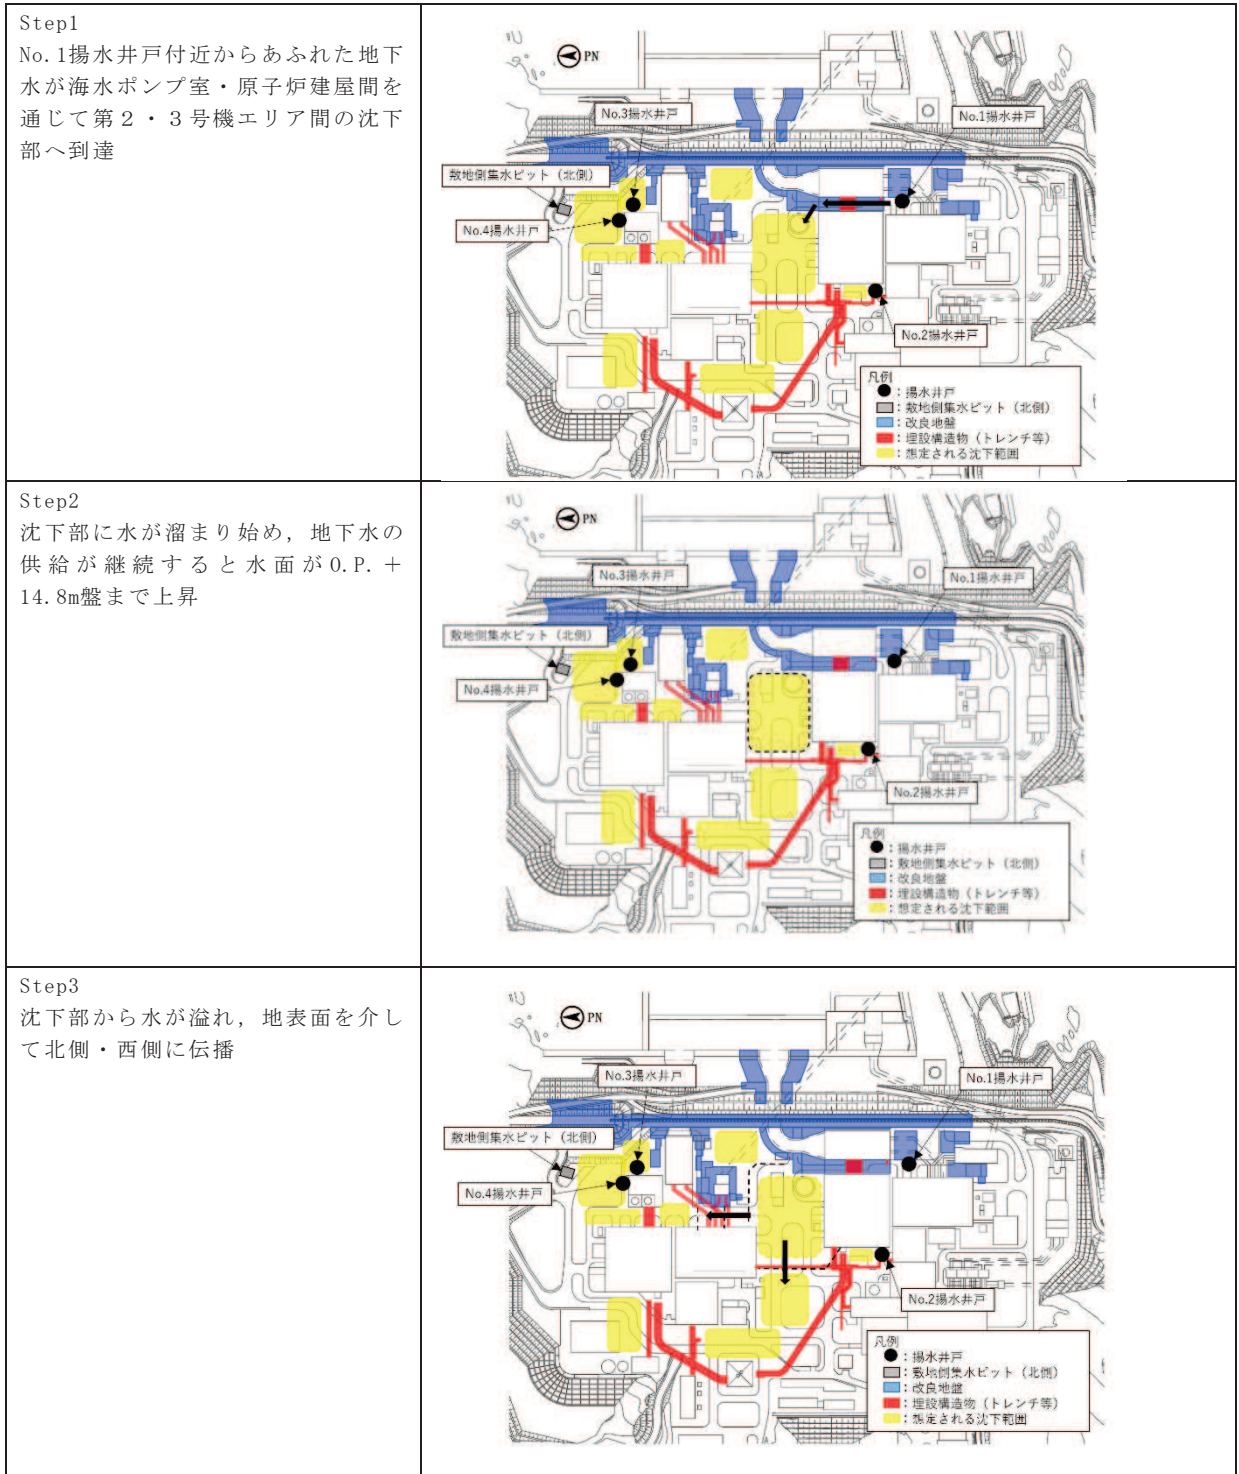 Step1
No.1揚水井戸付近からあふれた地下
水が海水ポンプ室・原子炉建屋間を
通じて第２・３号機エリア間の沈下
部へ到達
PN
No.3揚水井戸
No.1揚水井戸
敷地側集水ピット（北側）
No.4揚水井戸
No.2揚水井戸
凡例
：揚水井戸
：敷地側集水ピット（北側）
：改良地盤
：埋設構造物（トレンチ等）
：想定される沈下範囲
Step2
沈下部に水が溜まり始め，地下水の
供給が継続すると水面がO.P.＋
14.8m盤まで上昇
PN
No.3揚水井戸
No.1揚水井戸
敷地側集水ピット（北側）
No.4揚水井戸
No.2揚水井戸
凡例
：揚水井戸
：敷地側集水ピット（北側）
：改良地盤
：埋設構造物（トレンチ等）
：想定される沈下範囲
Step3
沈下部から水が溢れ，地表面を介し
て北側・西側に伝播
PN
No.3揚水井戸
No.1揚水井戸
敷地側集水ピット（北側）
No.4揚水井戸
No.2揚水井戸
凡例
：揚水井戸
：敷地側集水ピット（北側）
：改良地盤
：埋設構造物（トレンチ等）
：想定される沈下範囲